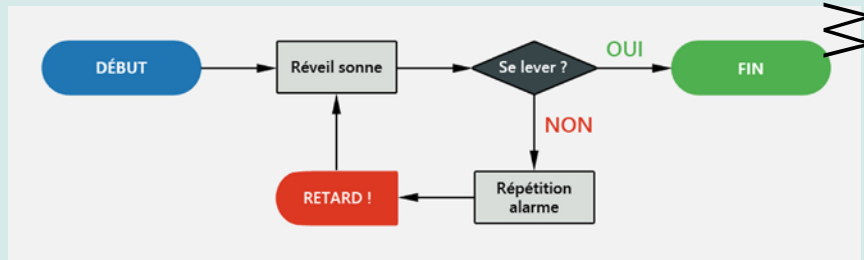 DÉBUT
Réveil sonne
Se lever ?
OUI
FIN
NON
RETARD !
Répétition
alarme